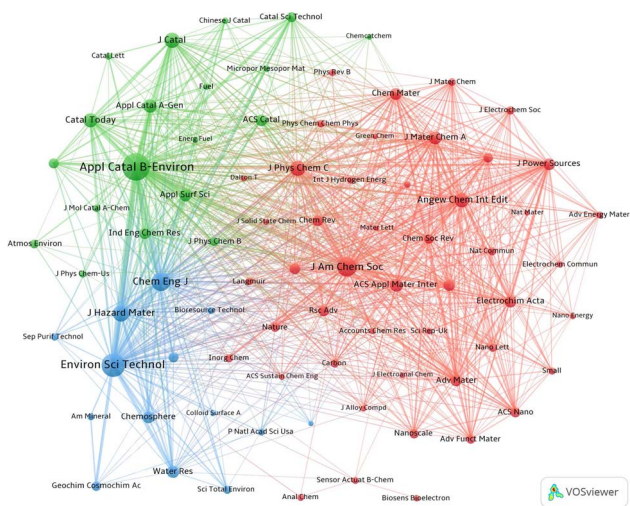 Chinese J Catal
Catal Sci Technol
J Catal
Chemcatchem
Catal Lett
Micropor Mesopor Mat
Phys Rev B
Fuel
Chem Mater
J Mater Chem
Appl Catal A-Gen
J Electrochem Soc
Catal Today
ACS Catal
Phys Chem Chem Phys
Energ Fuel
Green Chem
J Mater Chem A
Appl Catal B-Environ
J Phys Chem C
J Power Sources
Dalton T
Int J Hydrogen Energ
Appl Surf Sci
Angew Chem Int Edit
J Mol Catal A-Chem
Nat Mater
Adv Energy Mater
J Solid State Chem
Chem Rev
Mater Lett
Ind Eng Chem Res
J Phys Chem B
Chem Soc Rev
Atmos Environ
Nat Commun
Electrochem Commun
J Am Chem Soc
J Phys Chem-Us
Chem Eng J
Langmuir
ACS Appl Mater Inter
Electrochim Acta
J Hazard Mater
Bioresource Technol
Rsc Adv
Nano Energy
Nature
Accounts Chem Res
Sci Rep-Uk
Sep Purif Technol
Nano Lett
Inorg Chem
Environ Sci Technol
Carbon
Small
ACS Sustain Chem Eng
J Electroanal Chem
Adv Mater
Am Mineral
Chemosphere
Colloid Surface A
J Alloy Compd
ACS Nano
P Natl Acad Sci Usa
Nanoscale
Adv Funct Mater
Water Res
Geochim Cosmochim Ac
Sci Total Environ
Sensor Actuat B-Chem
Anal Chem
Biosens Bioelectron
VOSviewer